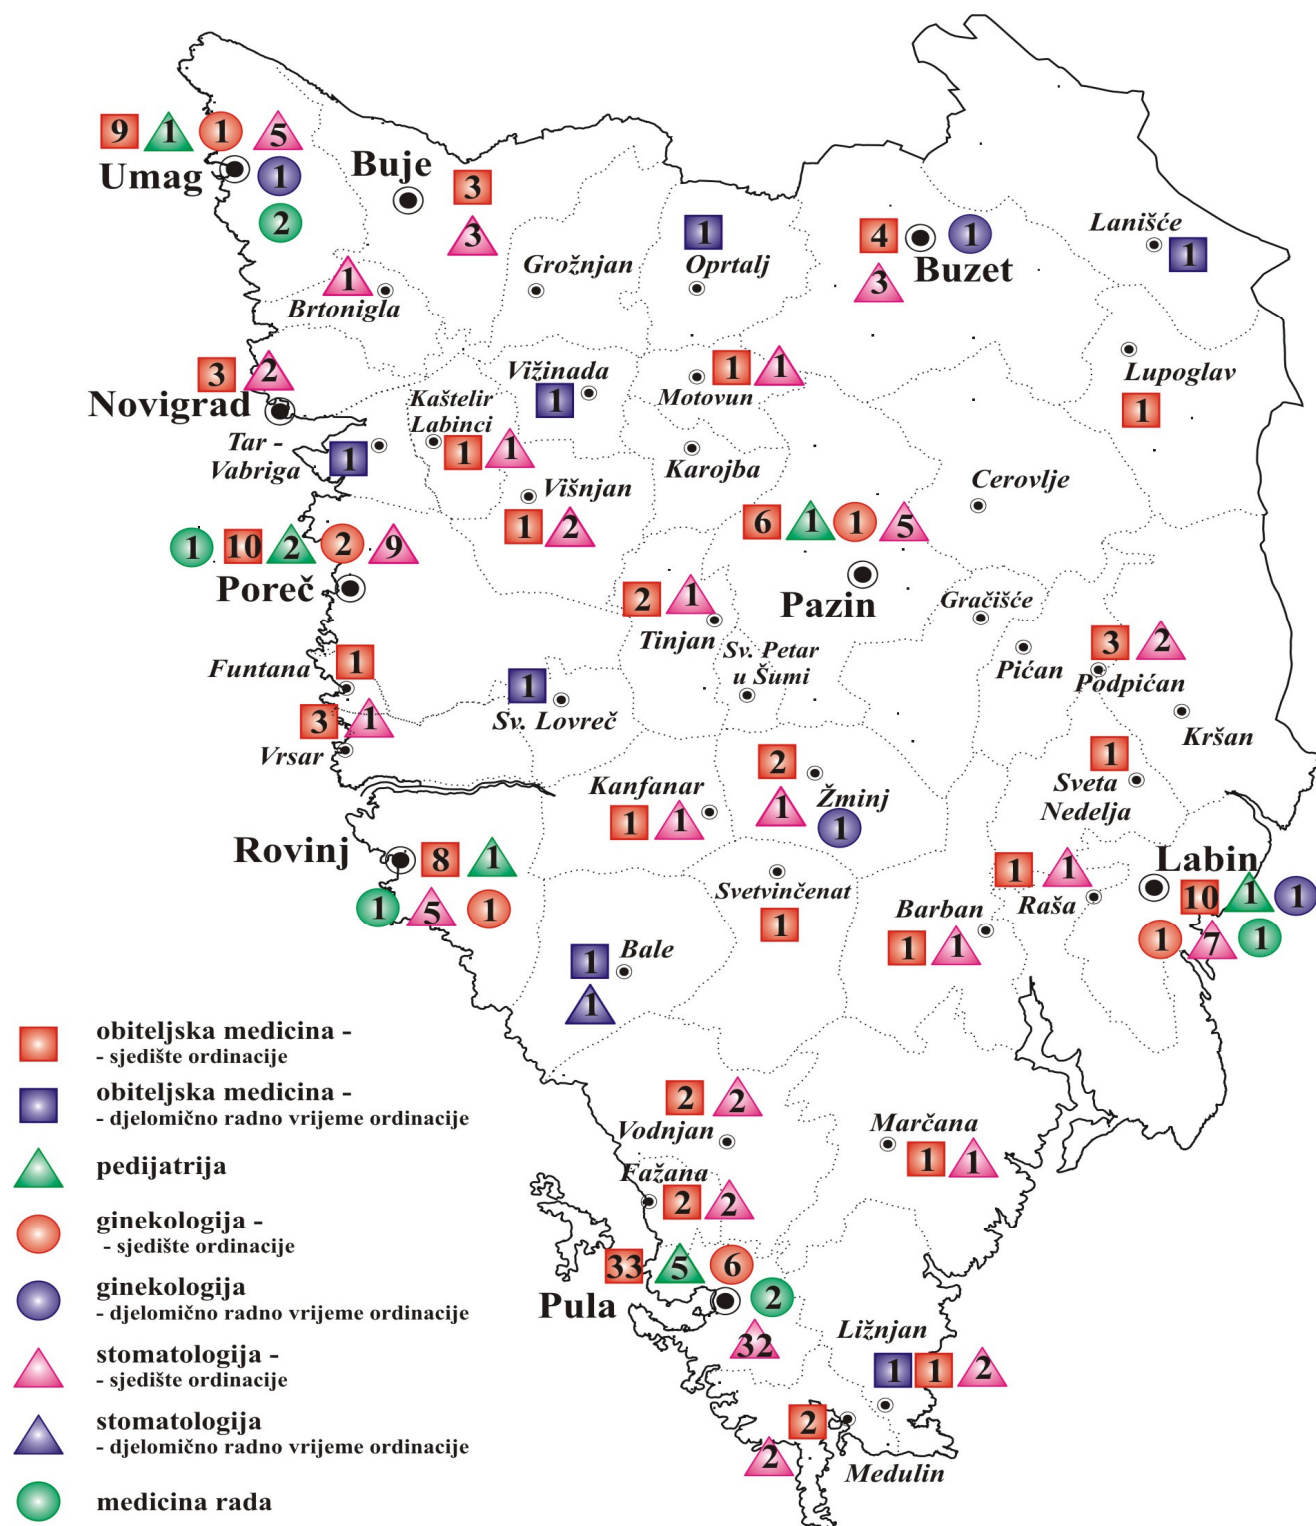 9 1 1 5
Umag 1
2
Buje
3
3
1
Oprtalj
Grožnjan
4 1
Buzet
3
Lanišće
1
1
Brtonigla
3 2
Novigrad
Vižinada
1
1 1
Motovun
Lupoglav
1
Kaštelir
Labinci
1 1
Tar -
Vabriga
1
Karojba
Višnjan
1 2
Cerovlje
6 1 1 5
Pazin
1 10 2 2 9
Poreč
2 1
Tinjan
Gračišće
Sv. Petar
u Šumi
Pićan
3 2
Podpićan
Kršan
Funtana
1
3 1
Vrsar
1
Sv. Lovreč
1
Sveta
Nedelja
2
Žminj
1 1
Kanfanar
1 1
Rovinj
8 1
1 5 1
Svetvinčenat
1
1 1
Raša
Labin
10 1 1
1 7 1
Barban
1 1
1
Bale
1
2 2
Vodnjan
Marčana
1 1
Fažana
2 2
33 5 6
Pula
2
32
Ližnjan
1 1 2
2
2
Medulin
obiteljska medicina -
- sjedište ordinacije
obiteljska medicina -
- djelomično radno vrijeme ordinacije
pedijatrija
ginekologija -
- sjedište ordinacije
ginekologija
- djelomično radno vrijeme ordinacije
stomatologija -
- sjedište ordinacije
stomatologija
- djelomično radno vrijeme ordinacije
medicina rada